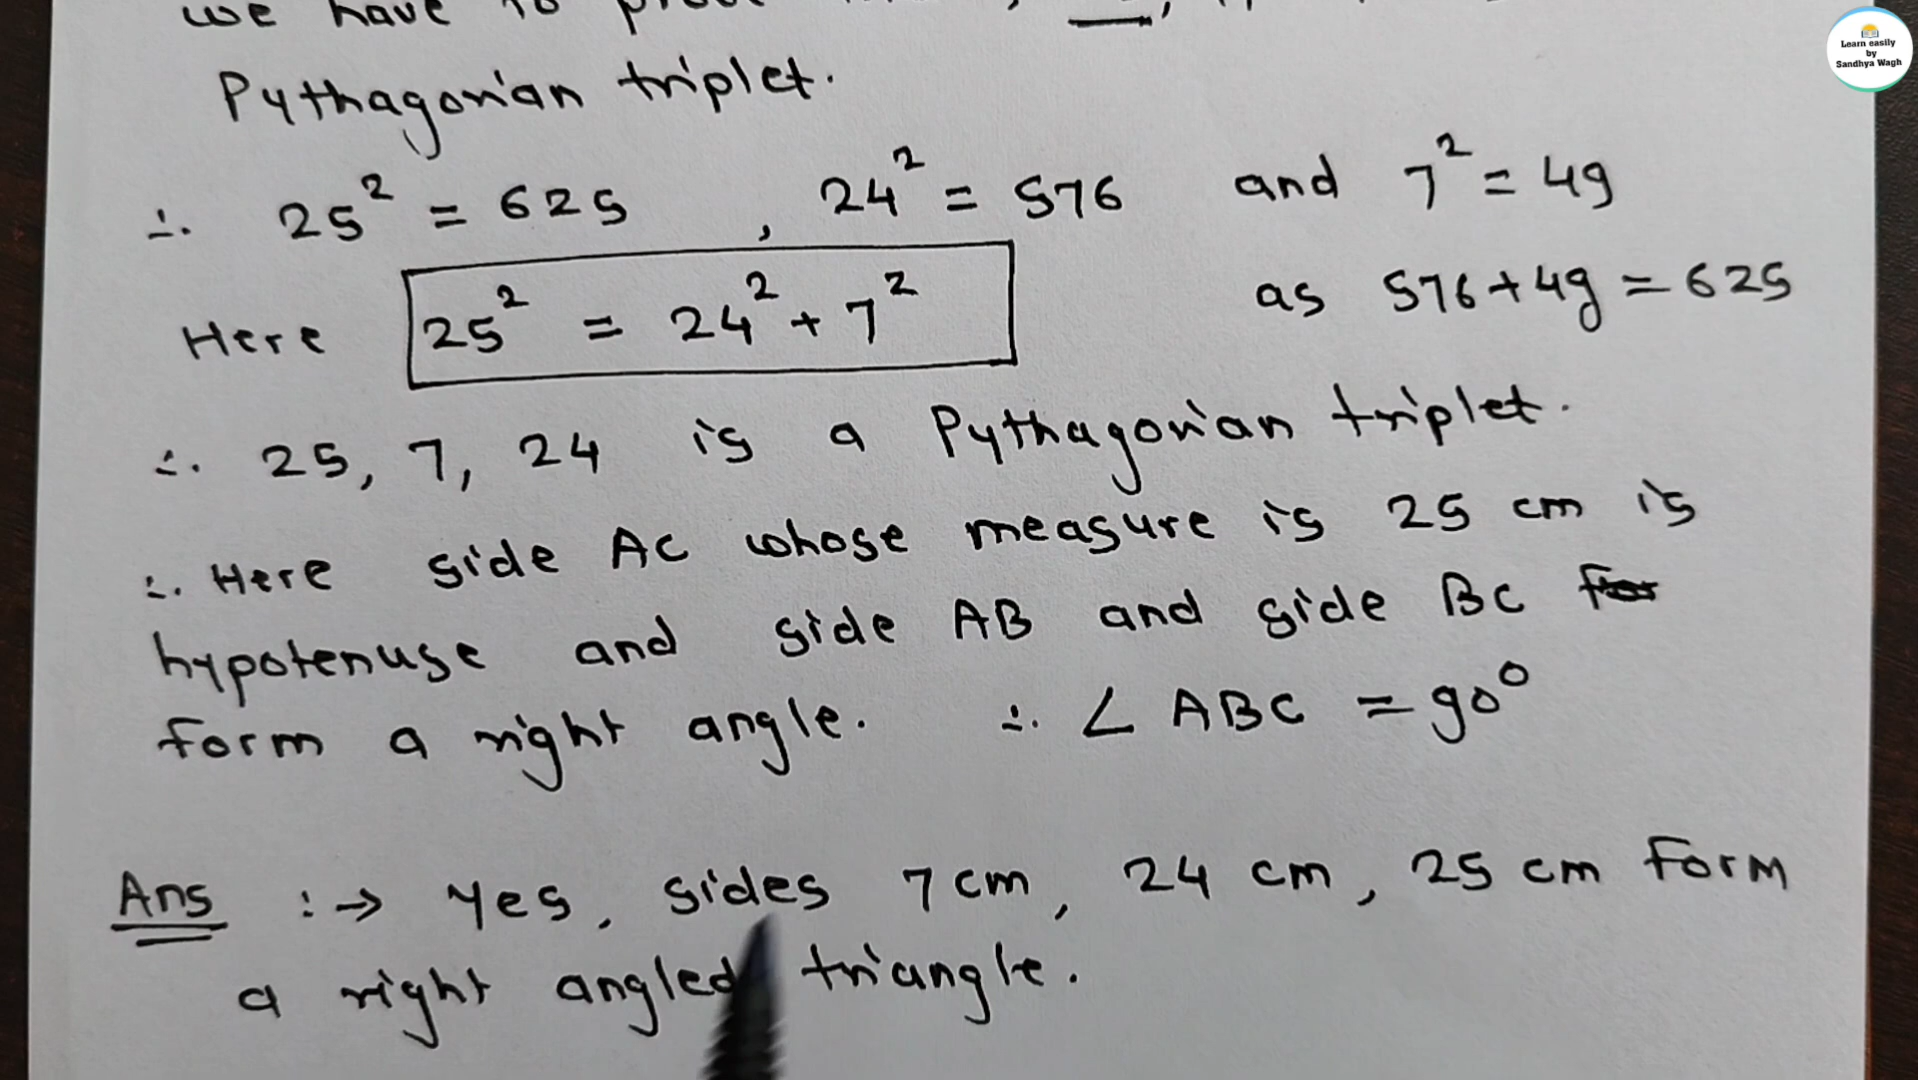 we have to
Pythagorian triplet.
∴ 25² = 625 , 24² = 576 and 7² = 49
Here 25² = 24² + 7² as 576+49 = 625
∴ 25, 7, 24 is a Pythagorian triplet.
∴ Here side AC whose measure is 25 cm is
hypotenuse and side AB and side BC
form a right angle. ∴ ∠ ABC = 90°
Ans :→ Yes, sides 7 cm, 24 cm, 25 cm form
a right angled triangle.
Learn easily
by
Sandhya Wagh